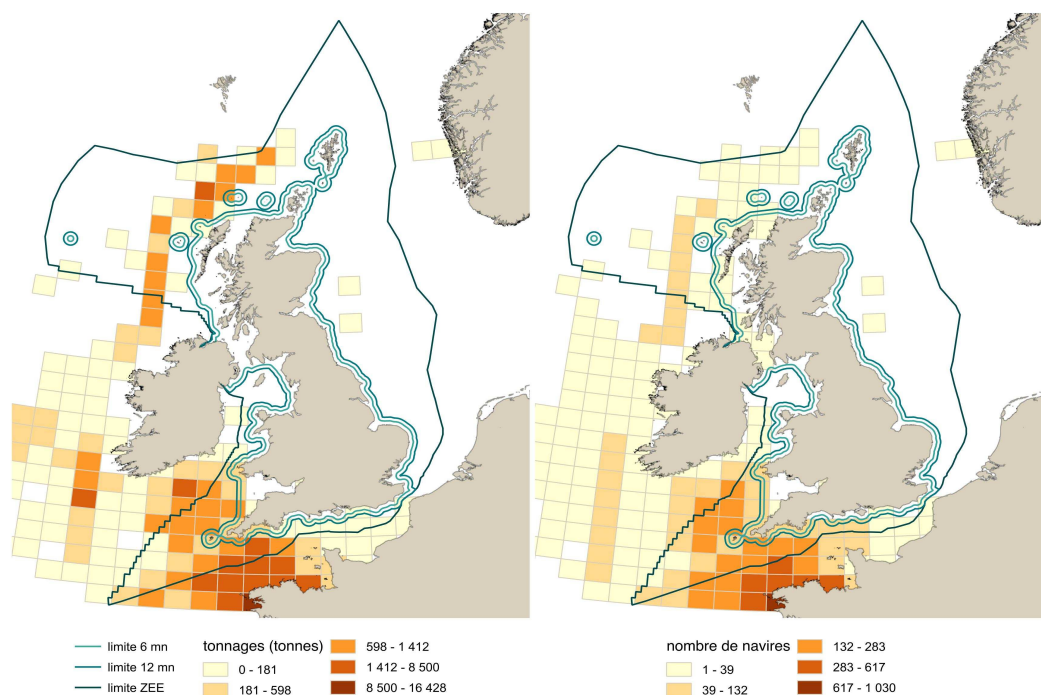 limite 6 mn
limite 12 mn
limite ZEE
tonnages (tonnes)
0 - 181
181 - 598
598 - 1 412
1 412 - 8 500
8 500 - 16 428
nombre de navires
1 - 39
39 - 132
132 - 283
283 - 617
617 - 1 030